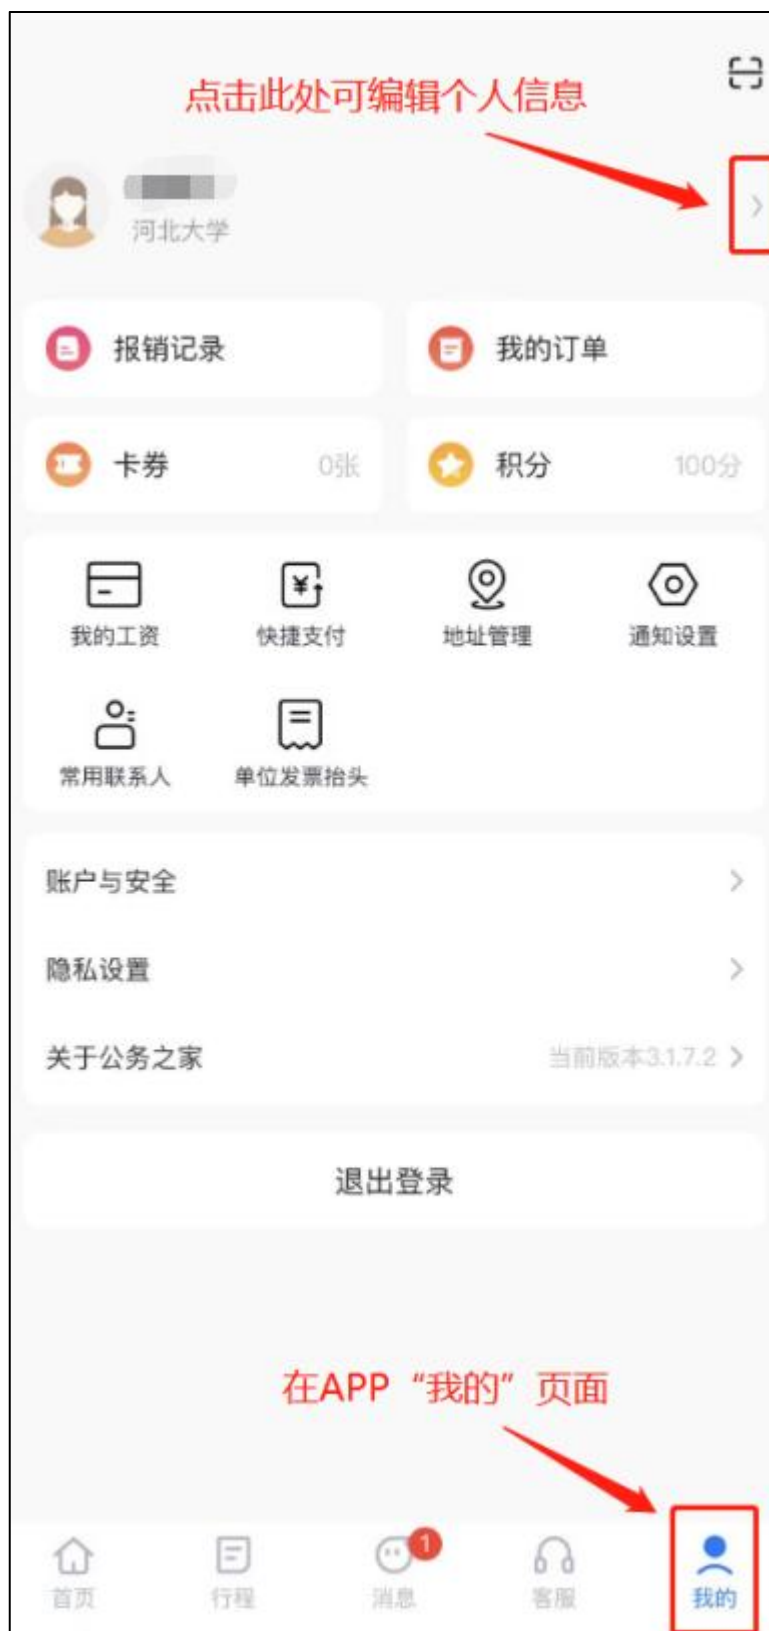 点击此处可编辑个人信息
河北大学
报销记录 我的订单
卡券 0张 积分 100分
我的工资 快捷支付 地址管理 通知设置
常用联系人 单位发票抬头
账户与安全
隐私设置
关于公务之家 当前版本3.1.7.2
退出登录
在APP“我的”页面
1
首页 行程 消息 客服 我的